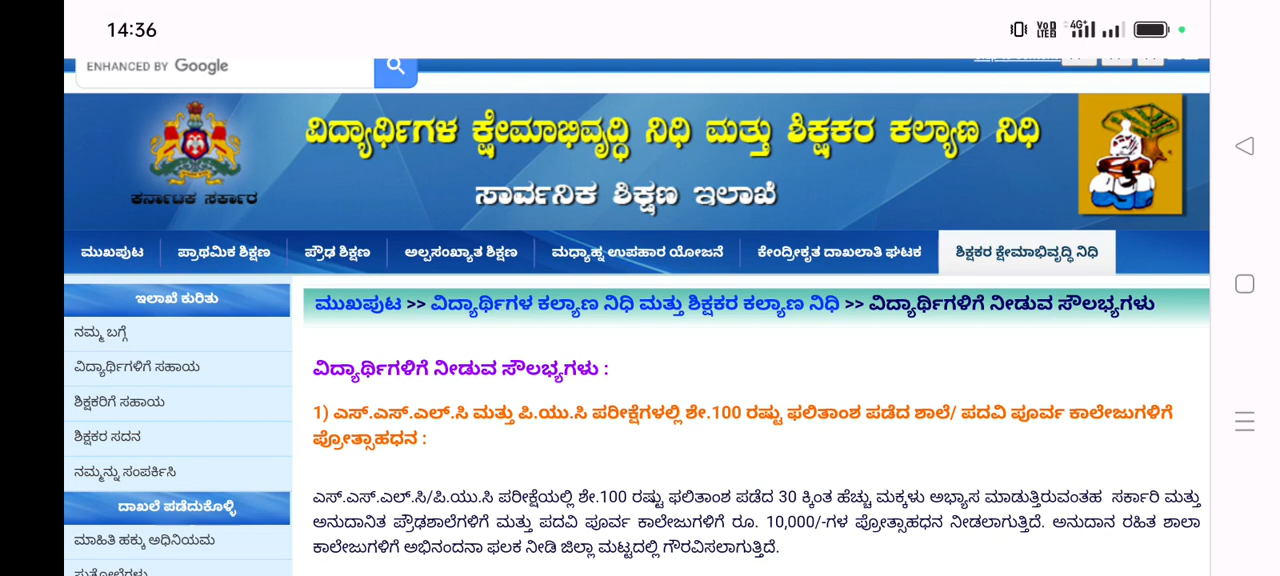 14:36
VoD LTE 4G+
ENHANCED BY Google
ವಿದ್ಯಾರ್ಥಿಗಳ ಕ್ಷೇಮಾಭಿವೃದ್ಧಿ ನಿಧಿ ಮತ್ತು ಶಿಕ್ಷಕರ ಕಲ್ಯಾಣ ನಿಧಿ
ಸಾರ್ವನಿಕ ಶಿಕ್ಷಣ ಇಲಾಖೆ
ಕರ್ನಾಟಕ ಸರ್ಕಾರ
ಮುಖಪುಟ ಪ್ರಾಥಮಿಕ ಶಿಕ್ಷಣ ಪ್ರೌಢ ಶಿಕ್ಷಣ ಅಲ್ಪಸಂಖ್ಯಾತ ಶಿಕ್ಷಣ ಮಧ್ಯಾಹ್ನ ಉಪಹಾರ ಯೋಜನೆ ಕೇಂದ್ರೀಕೃತ ದಾಖಲಾತಿ ಘಟಕ ಶಿಕ್ಷಕರ ಕ್ಷೇಮಾಭಿವೃದ್ಧಿ ನಿಧಿ
ಇಲಾಖೆ ಕುರಿತು
ನಮ್ಮ ಬಗ್ಗೆ
ವಿದ್ಯಾರ್ಥಿಗಳಿಗೆ ಸಹಾಯ
ಶಿಕ್ಷಕರಿಗೆ ಸಹಾಯ
ಶಿಕ್ಷಕರ ಸದನ
ನಮ್ಮನ್ನು ಸಂಪರ್ಕಿಸಿ
ದಾಖಲೆ ಪಡೆದುಕೊಳ್ಳಿ
ಮಾಹಿತಿ ಹಕ್ಕು ಅಧಿನಿಯಮ
ಮುಖಪುಟ >> ವಿದ್ಯಾರ್ಥಿಗಳ ಕಲ್ಯಾಣ ನಿಧಿ ಮತ್ತು ಶಿಕ್ಷಕರ ಕಲ್ಯಾಣ ನಿಧಿ >> ವಿದ್ಯಾರ್ಥಿಗಳಿಗೆ ನೀಡುವ ಸೌಲಭ್ಯಗಳು
ವಿದ್ಯಾರ್ಥಿಗಳಿಗೆ ನೀಡುವ ಸೌಲಭ್ಯಗಳು :
1) ಎಸ್.ಎಸ್.ಎಲ್.ಸಿ ಮತ್ತು ಪಿ.ಯು.ಸಿ ಪರೀಕ್ಷೆಗಳಲ್ಲಿ ಶೇ.100 ರಷ್ಟು ಫಲಿತಾಂಶ ಪಡೆದ ಶಾಲೆ/ ಪದವಿ ಪೂರ್ವ ಕಾಲೇಜುಗಳಿಗೆ
ಪ್ರೋತ್ಸಾಹಧನ :
ಎಸ್.ಎಸ್.ಎಲ್.ಸಿ/ಪಿ.ಯು.ಸಿ ಪರೀಕ್ಷೆಯಲ್ಲಿ ಶೇ.100 ರಷ್ಟು ಫಲಿತಾಂಶ ಪಡೆದ 30 ಕ್ಕಿಂತ ಹೆಚ್ಚು ಮಕ್ಕಳು ಅಭ್ಯಾಸ ಮಾಡುತ್ತಿರುವಂತಹ ಸರ್ಕಾರಿ ಮತ್ತು
ಅನುದಾನಿತ ಪ್ರೌಢಶಾಲೆಗಳಿಗೆ ಮತ್ತು ಪದವಿ ಪೂರ್ವ ಕಾಲೇಜುಗಳಿಗೆ ರೂ. 10,000/-ಗಳ ಪ್ರೋತ್ಸಾಹಧನ ನೀಡಲಾಗುತ್ತಿದೆ. ಅನುದಾನ ರಹಿತ ಶಾಲಾ
ಕಾಲೇಜುಗಳಿಗೆ ಅಭಿನಂದನಾ ಫಲಕ ನೀಡಿ ಜಿಲ್ಲಾ ಮಟ್ಟದಲ್ಲಿ ಗೌರವಿಸಲಾಗುತ್ತಿದೆ.